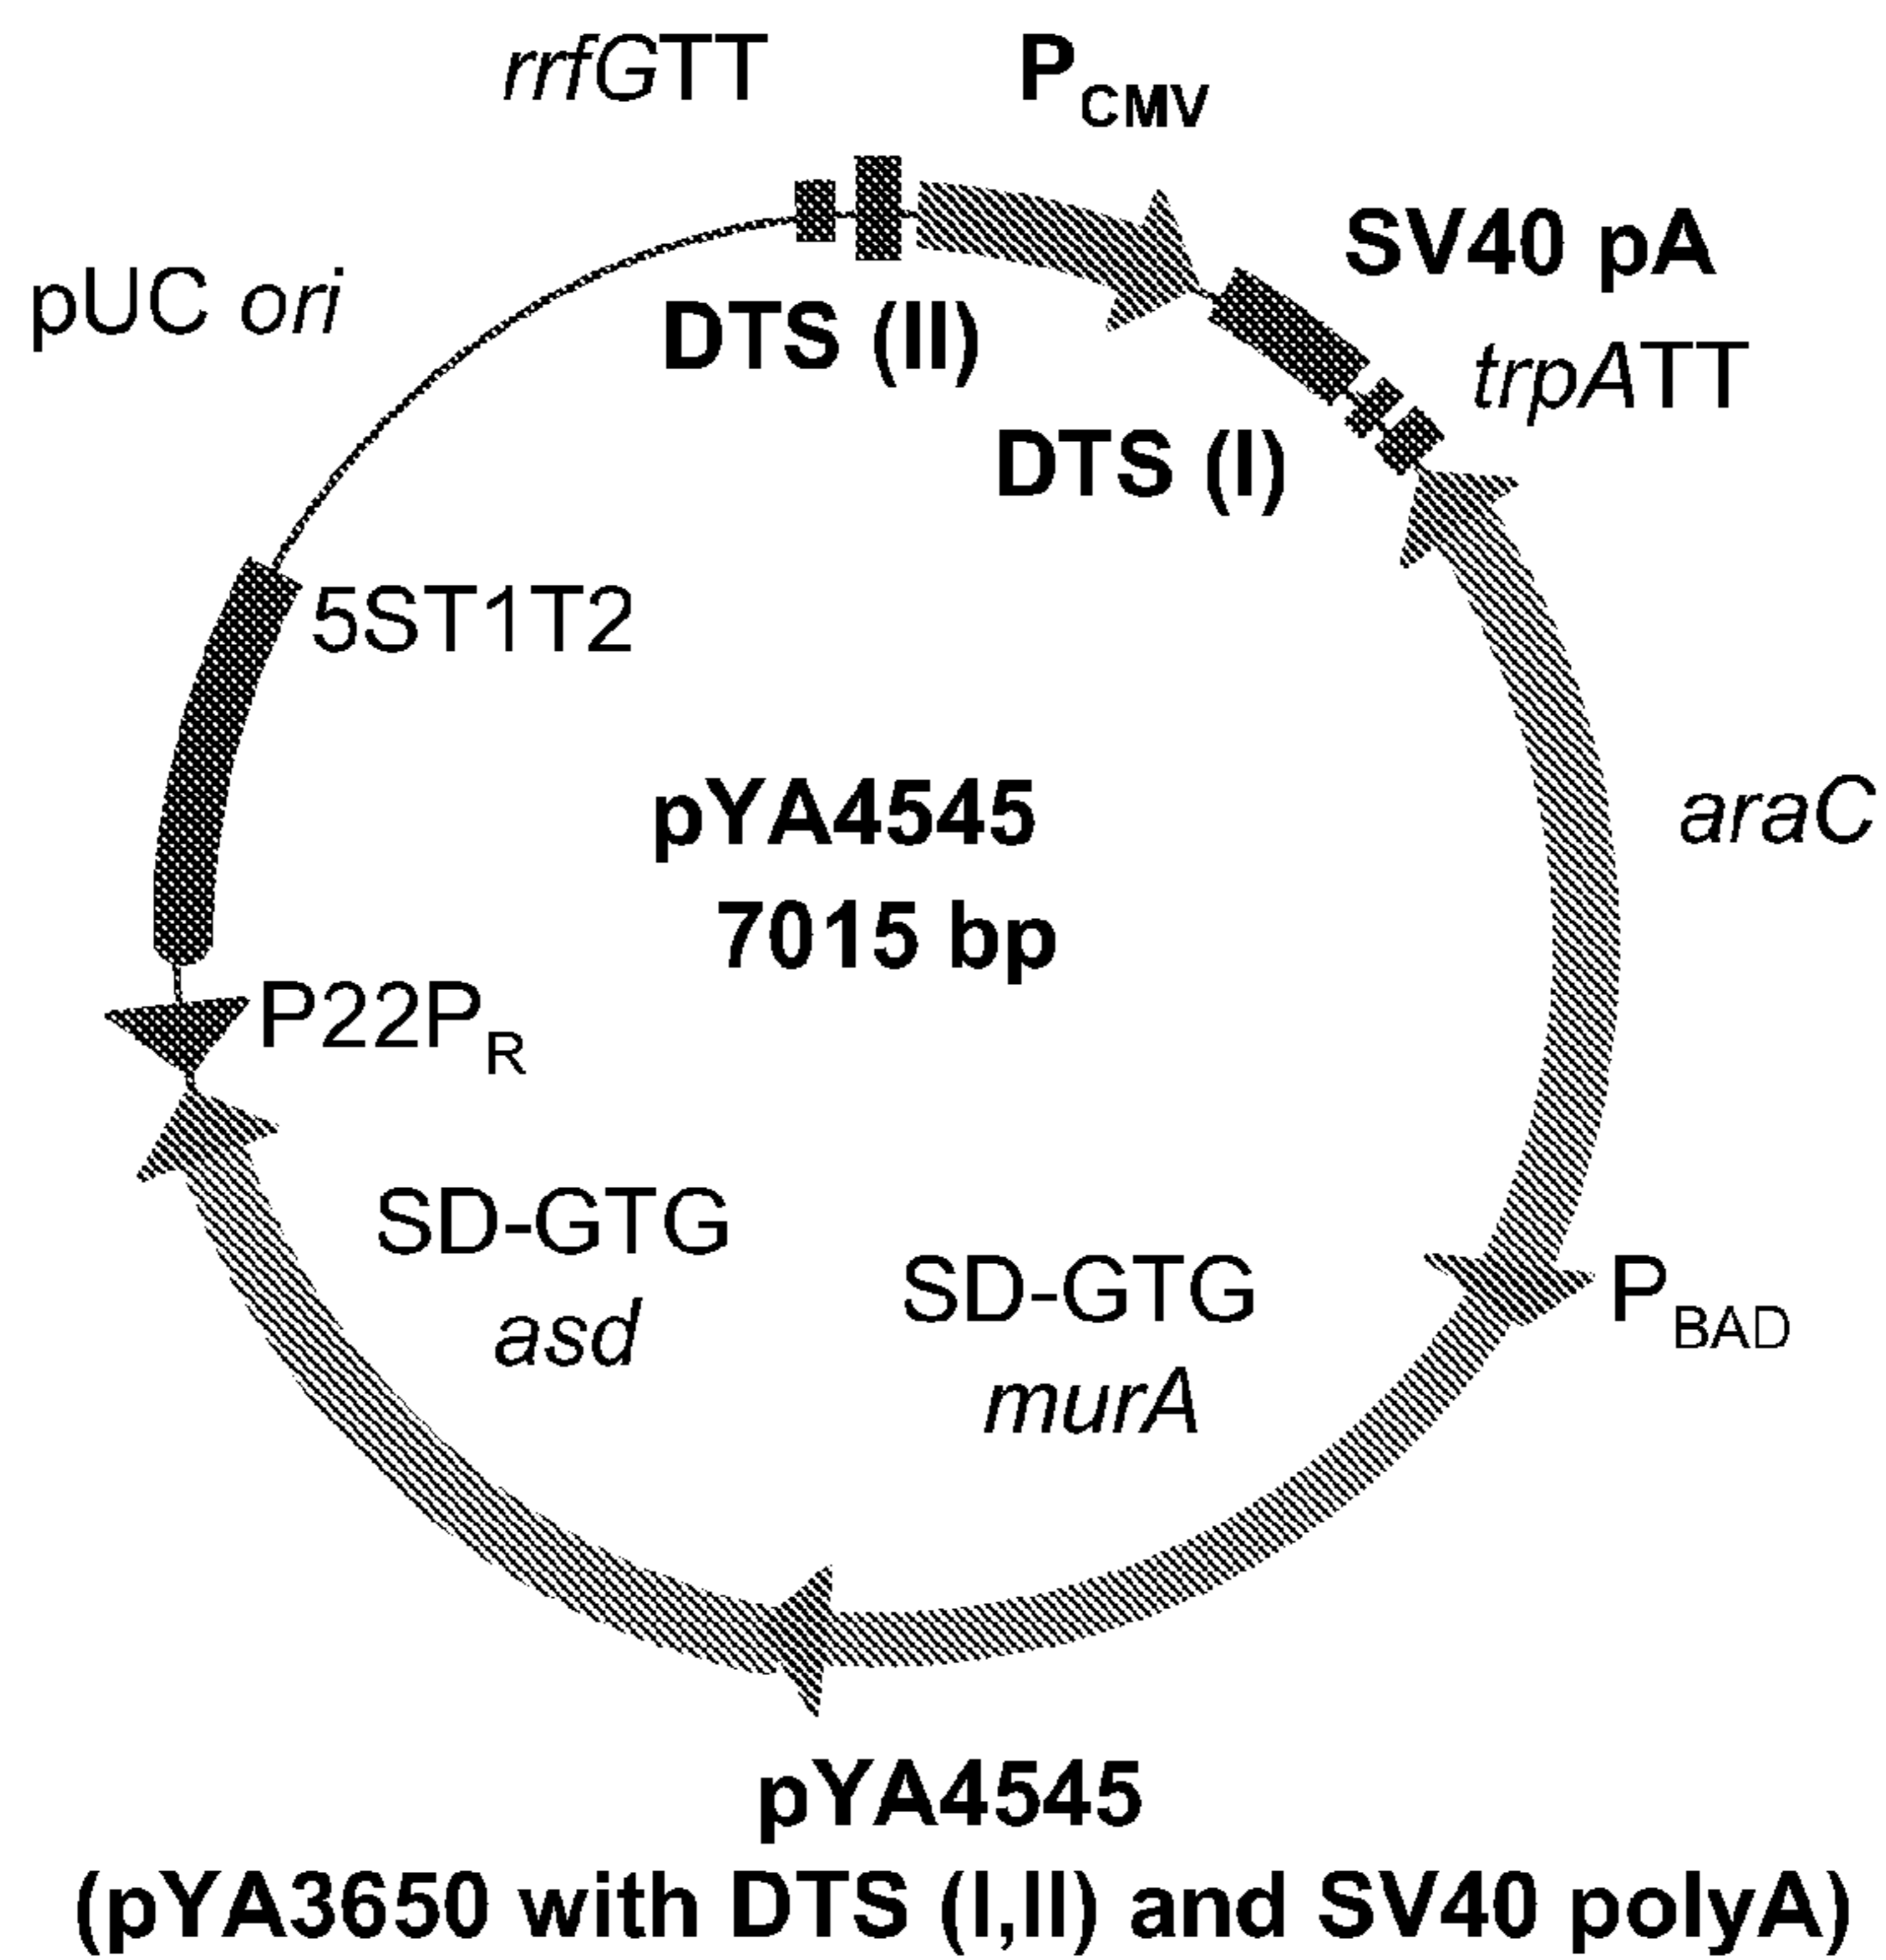 rrfGTT
PCMV
SV40 pA
pUC ori
DTS (II)
trpATT
DTS (I)
5ST1T2
pYA4545
7015 bp
araC
P22PR
SD-GTG
asd
SD-GTG
murA
PBAD
pYA4545
(pYA3650 with DTS (I,II) and SV40 polyA)